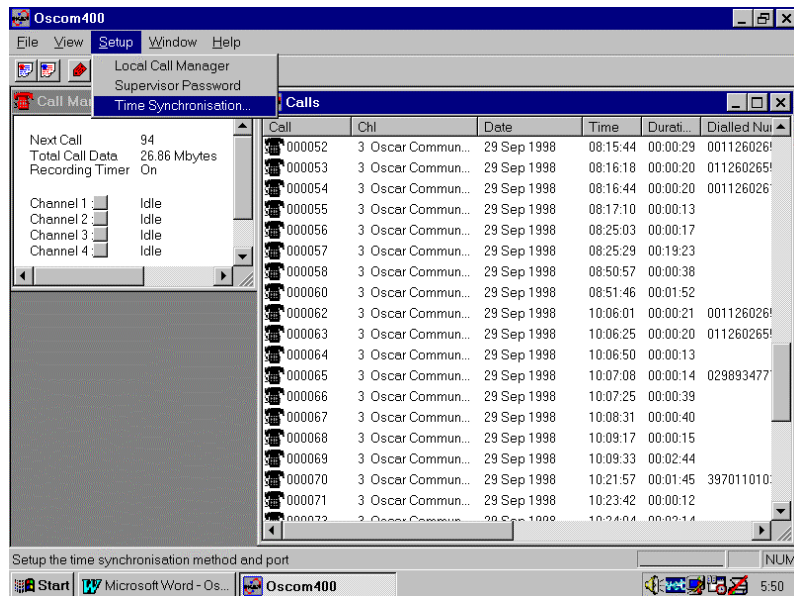 Oscom400
File View Setup Window Help
Local Call Manager
Supervisor Password
Time Synchronisation...
Call Ma
Next Call 94
Total Call Data 26.86 Mbytes
Recording Timer On
Channel 1 : Idle
Channel 2 : Idle
Channel 3 : Idle
Channel 4 : Idle
Calls
Call Chl Date Time Durati... Dialled Nu
000052 3 Oscar Commun... 29 Sep 1998 08:15:44 00:00:29 001126026
000053 3 Oscar Commun... 29 Sep 1998 08:16:18 00:00:20 011260265
000054 3 Oscar Commun... 29 Sep 1998 08:16:44 00:00:20 001126026
000055 3 Oscar Commun... 29 Sep 1998 08:17:10 00:00:13
000056 3 Oscar Commun... 29 Sep 1998 08:25:03 00:00:17
000057 3 Oscar Commun... 29 Sep 1998 08:25:29 00:19:23
000058 3 Oscar Commun... 29 Sep 1998 08:50:57 00:00:38
000060 3 Oscar Commun... 29 Sep 1998 08:51:46 00:01:52
000062 3 Oscar Commun... 29 Sep 1998 10:06:01 00:00:21 001126026
000063 3 Oscar Commun... 29 Sep 1998 10:06:25 00:00:20 011260265
000064 3 Oscar Commun... 29 Sep 1998 10:06:50 00:00:13
000065 3 Oscar Commun... 29 Sep 1998 10:07:08 00:00:14 029893477
000066 3 Oscar Commun... 29 Sep 1998 10:07:25 00:00:39
000067 3 Oscar Commun... 29 Sep 1998 10:08:31 00:00:40
000068 3 Oscar Commun... 29 Sep 1998 10:09:17 00:00:15
000069 3 Oscar Commun... 29 Sep 1998 10:09:33 00:02:44
000070 3 Oscar Commun... 29 Sep 1998 10:21:57 00:01:45 397011010
000071 3 Oscar Commun... 29 Sep 1998 10:23:42 00:00:12
Setup the time synchronisation method and port NUM
Start Microsoft Word - Os... Oscom400 vet 5:50